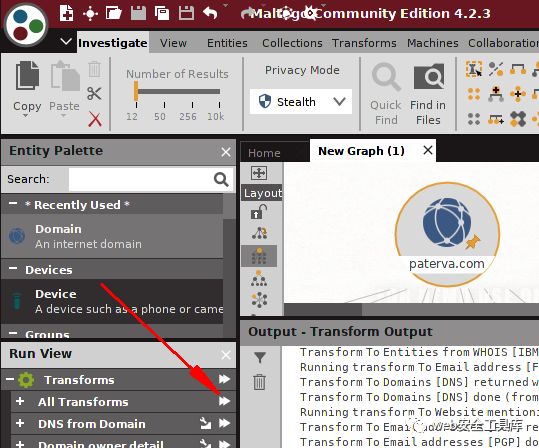 Maltego Community Edition 4.2.3
Investigate View Entities Collections Transforms Machines Collaboration
Number of Results
12 50 256 10k
Privacy Mode
Stealth
Copy Paste
Quick Find
Find in Files
Entity Palette
Search:
* Recently Used *
Domain
An internet domain
Devices
Device
A device such as a phone or came
Groups
Run View
Transforms
All Transforms
DNS from Domain
Domain owner detail
Home New Graph (1)
Layout
paterva.com
Output - Transform Output
Transform To Entities from WHOIS [IBM
Running transform To Email address [F
Transform To Domains [DNS] returned w
Transform To Domains [DNS] done (from
Running transform To Website mention
Transform To Email addresses [PGP] do
web安全工具库